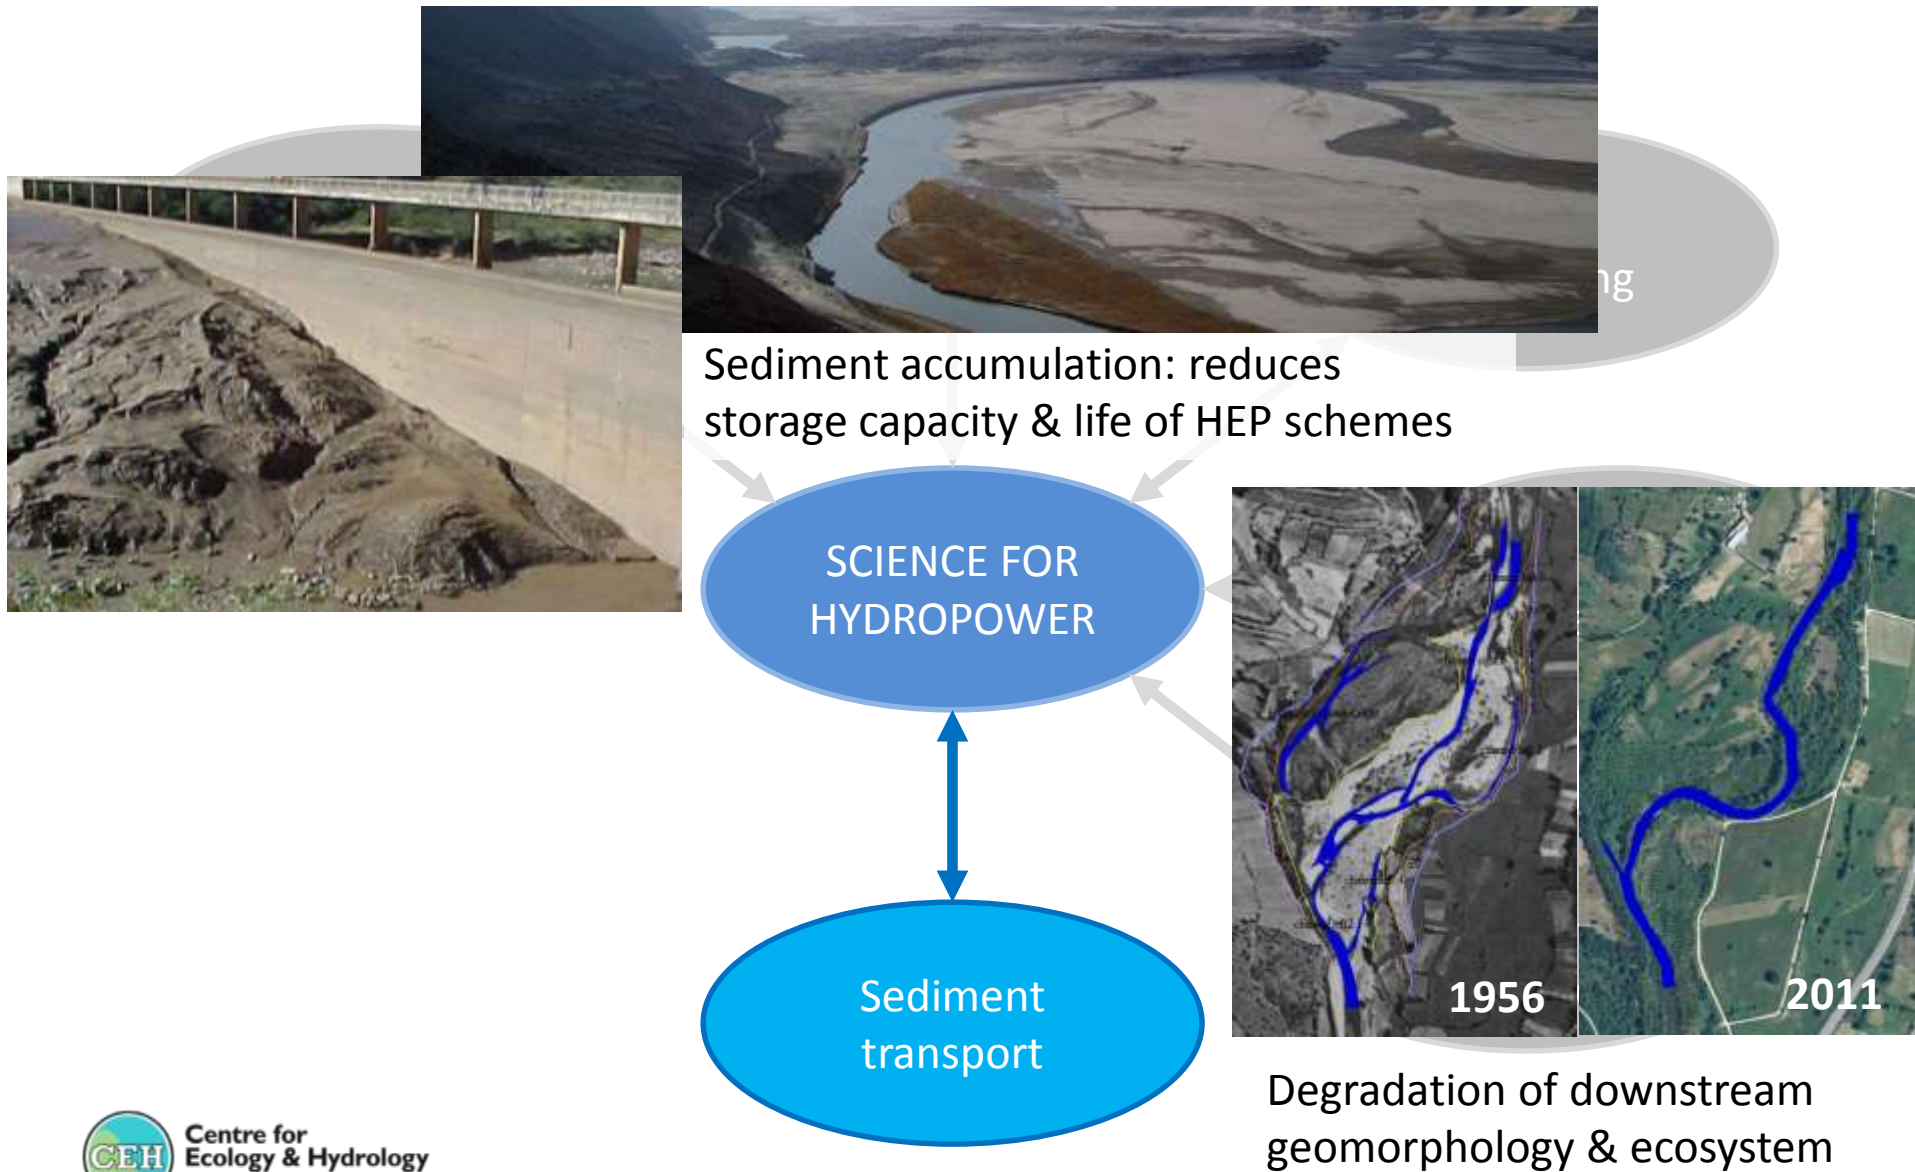 ng
Sediment accumulation: reduces
storage capacity & life of HEP schemes
SCIENCE FOR
HYDROPOWER
1956
2011
Sediment
transport
Degradation of downstream
geomorphology & ecosystem
CEH
Centre for
Ecology & Hydrology